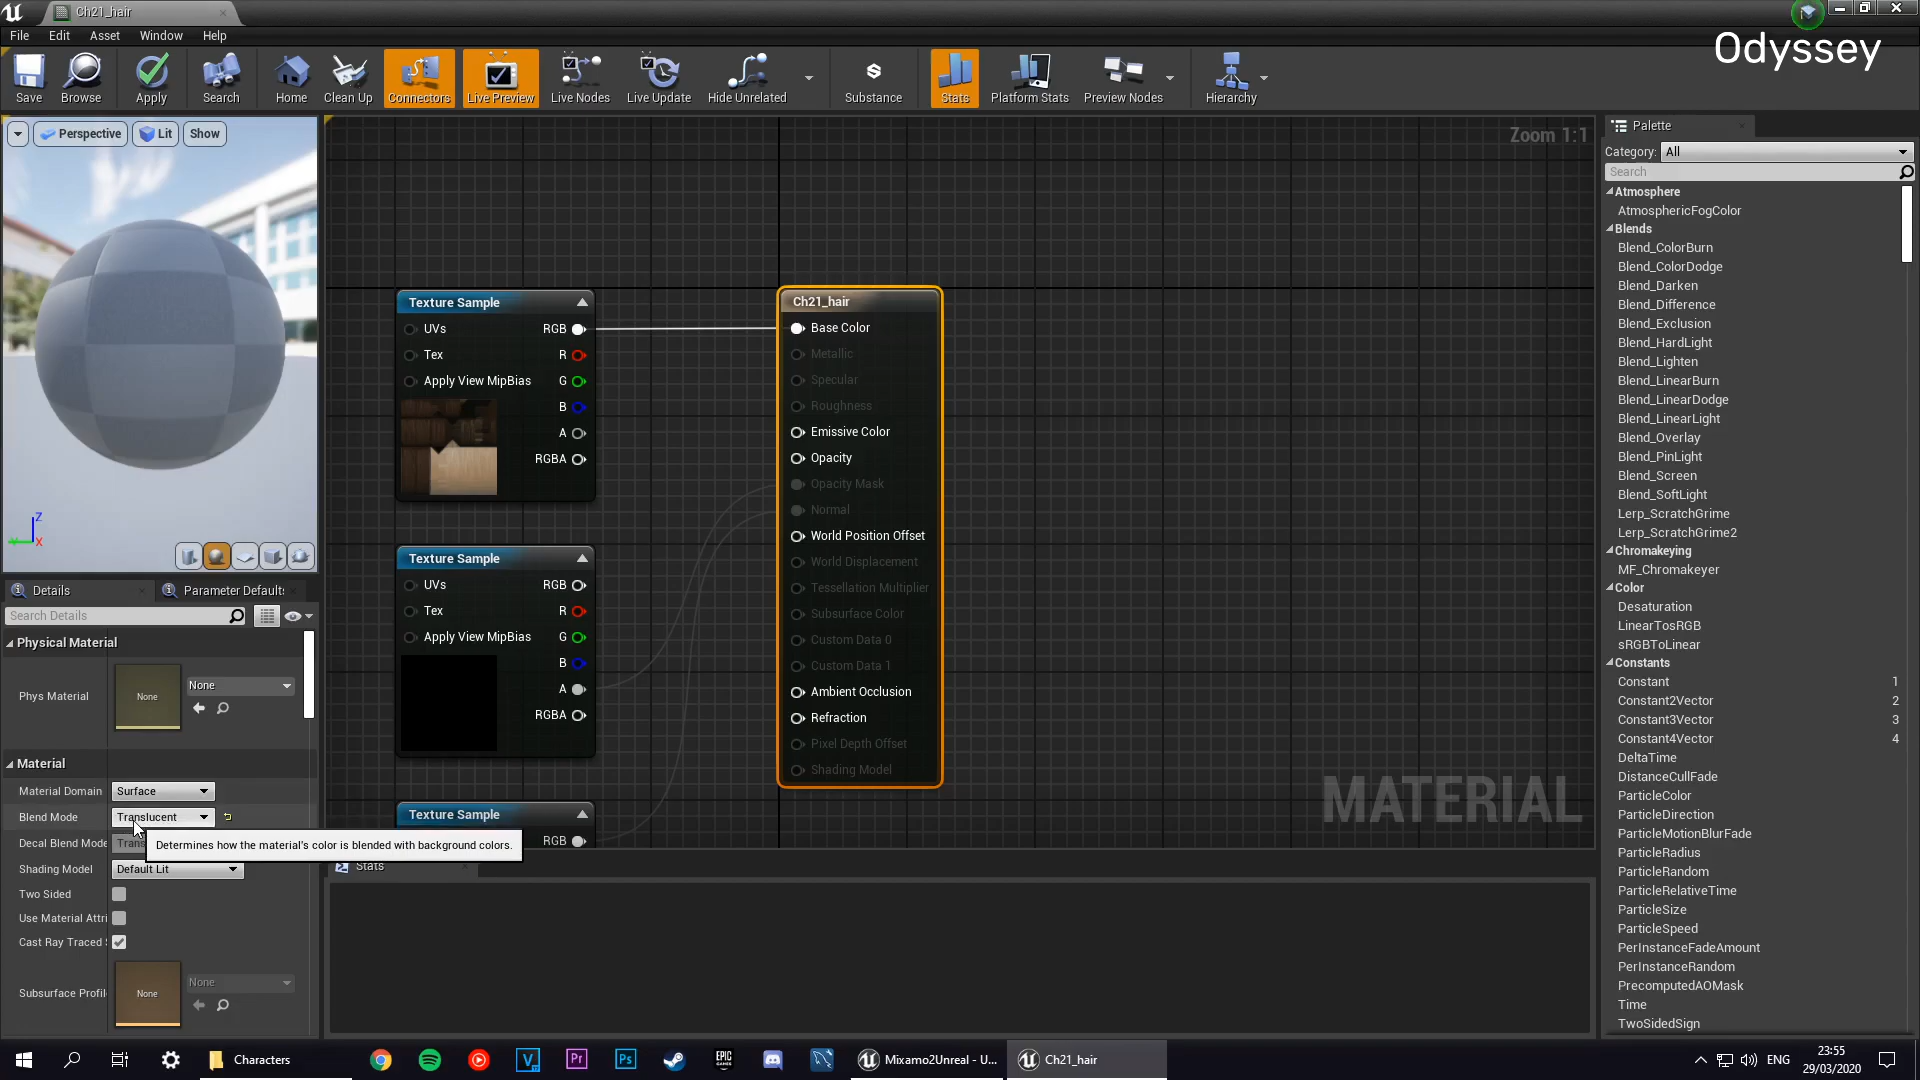 Ch21_hair
Odyssey
File Edit Asset Window Help
Save Browse Apply Search Home Clean Up Connectors Live Preview Live Nodes Live Update Hide Unrelated Substance Stats Platform Stats Preview Nodes Hierarchy
Perspective Lit Show
Zoom 1:1
Z
X
Details Parameter Defaults
Search Details
Physical Material
Phys Material None None
Material
Material Domain Surface
Blend Mode Translucent
Decal Blend Mode Trans
Determines how the material's color is blended with background colors.
Shading Model Default Lit
Two Sided
Use Material Attri
Cast Ray Traced
Subsurface Profil None None
Texture Sample
UVs RGB
Tex R
Apply View MipBias G
B
A
RGBA
Texture Sample
UVs RGB
Tex R
Apply View MipBias G
B
A
RGBA
Texture Sample
RGB
Ch21_hair
Base Color
Metallic
Specular
Roughness
Emissive Color
Opacity
Opacity Mask
Normal
World Position Offset
World Displacement
Tessellation Multiplier
Subsurface Color
Custom Data 0
Custom Data 1
Ambient Occlusion
Refraction
Pixel Depth Offset
Shading Model
MATERIAL
Stats
Palette
Category: All
Search
Atmosphere
AtmosphericFogColor
Blends
Blend_ColorBurn
Blend_ColorDodge
Blend_Darken
Blend_Difference
Blend_Exclusion
Blend_HardLight
Blend_Lighten
Blend_LinearBurn
Blend_LinearDodge
Blend_LinearLight
Blend_Overlay
Blend_PinLight
Blend_Screen
Blend_SoftLight
Lerp_ScratchGrime
Lerp_ScratchGrime2
Chromakeying
MF_Chromakeyer
Color
Desaturation
LinearTosRGB
sRGBToLinear
Constants
Constant 1
Constant2Vector 2
Constant3Vector 3
Constant4Vector 4
DeltaTime
DistanceCullFade
ParticleColor
ParticleDirection
ParticleMotionBlurFade
ParticleRadius
ParticleRandom
ParticleRelativeTime
ParticleSize
ParticleSpeed
PerInstanceFadeAmount
PerInstanceRandom
PrecomputedAOMask
Time
TwoSidedSign
Characters
V
Pr
Ps
EPIC GAMES
Mixamo2Unreal - U...
Ch21_hair
ENG
23:55
29/03/2020